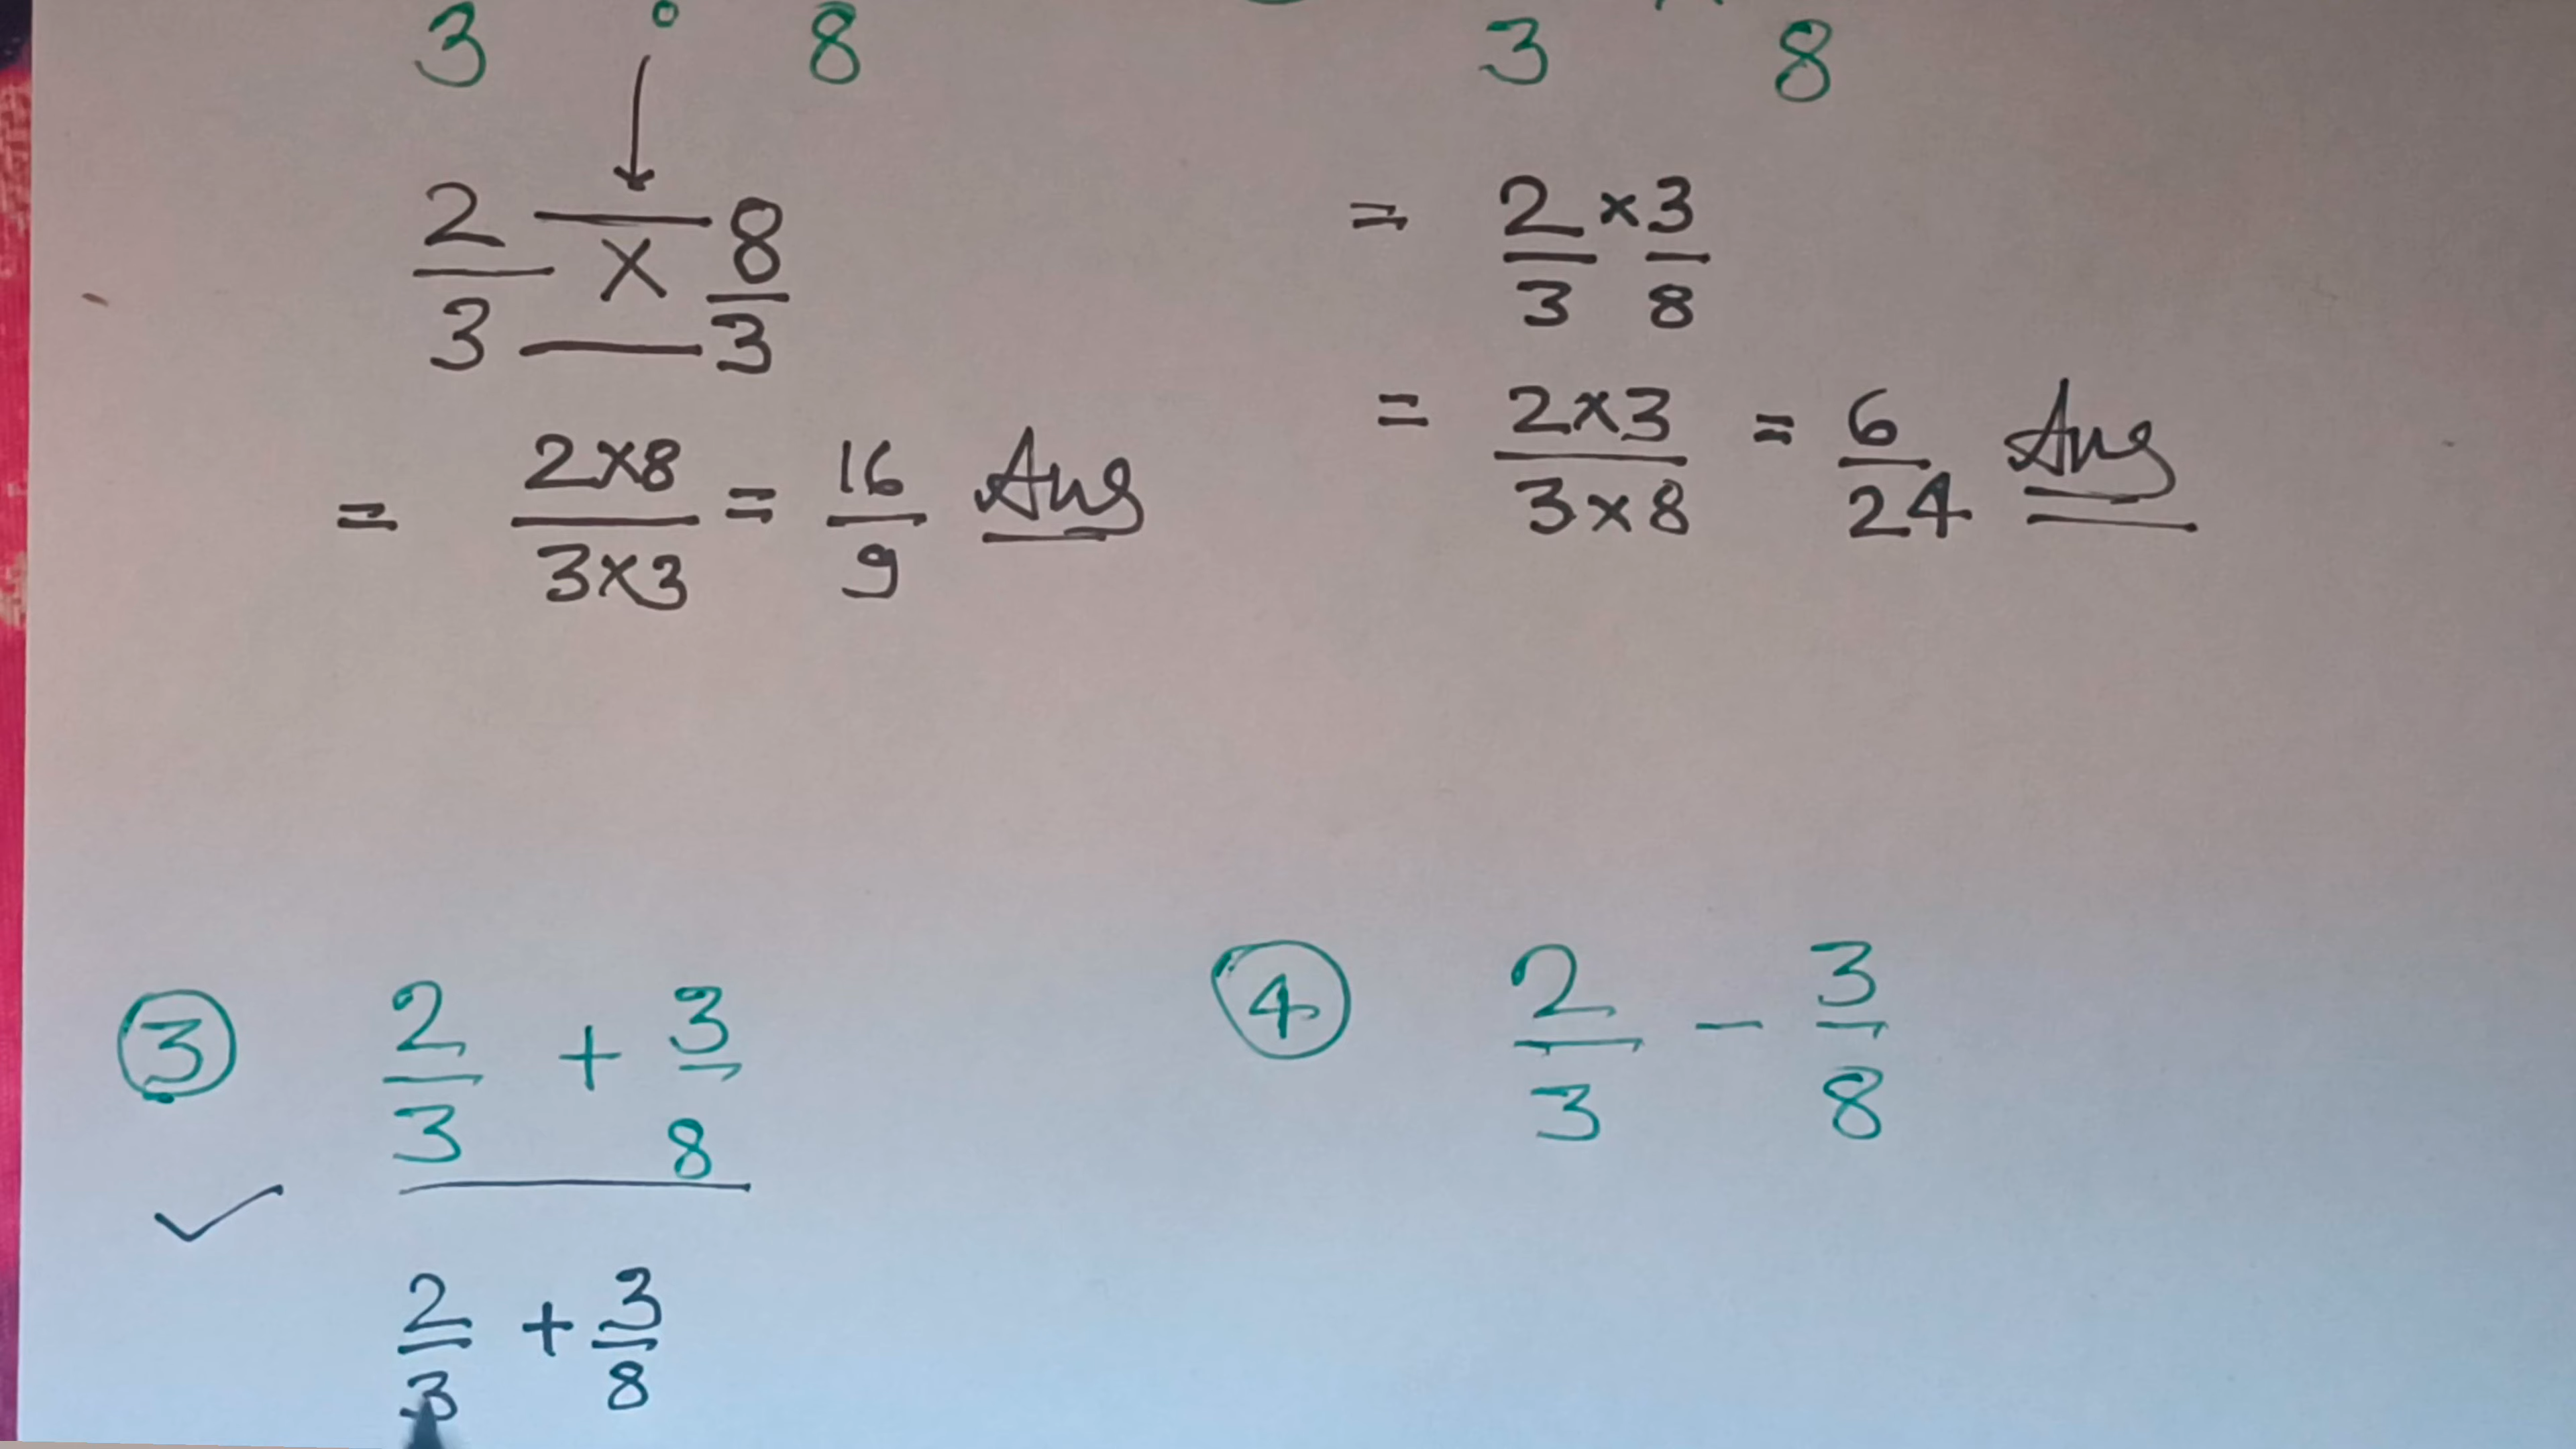 3 ÷ 8
2/3 × 8/3
= 2×8/3×3 = 16/9 Ans
3 × 8
= 2/3 × 3/8
= 2×3/3×8 = 6/24 Ans
③ 2/3 + 3/8
2/3 + 3/8
④ 2/3 - 3/8